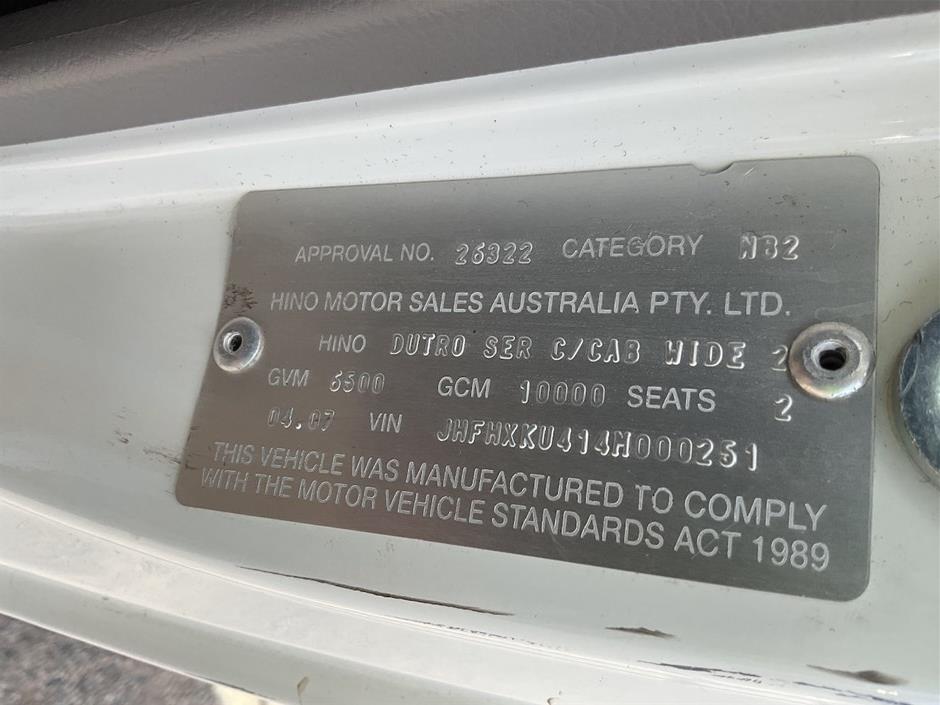 APPROVAL NO. 26322 CATEGORY NB2
HINO MOTOR SALES AUSTRALIA PTY. LTD.
HINO DUTRO SER C/CAB WIDE 2
GVM 6500 GCM 10000 SEATS 2
04.07 VIN JHFHXKU414M000251
THIS VEHICLE WAS MANUFACTURED TO COMPLY
WITH THE MOTOR VEHICLE STANDARDS ACT 1989